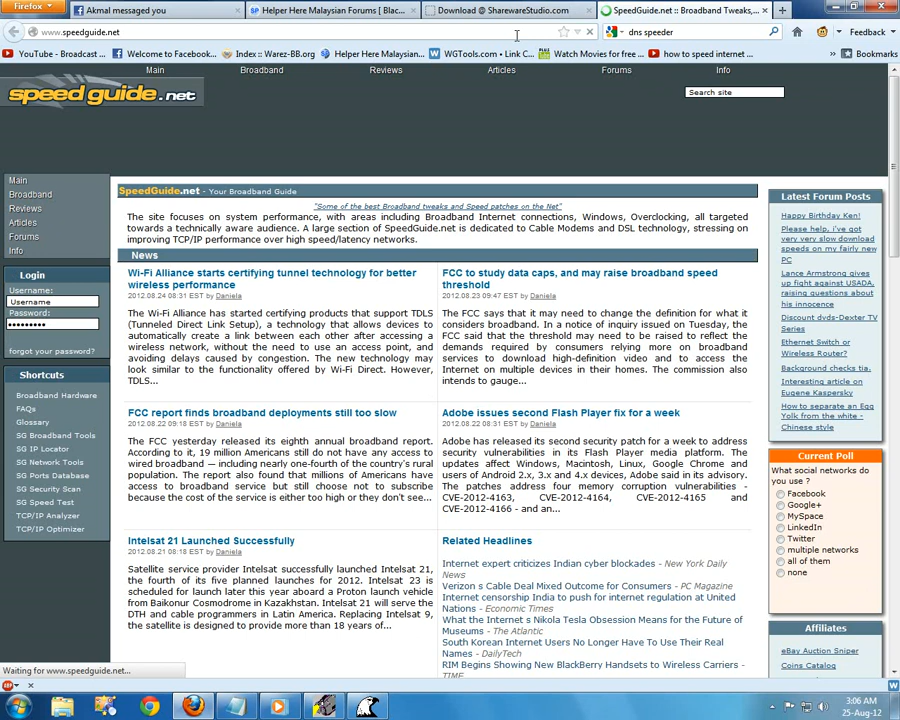 Firefox
Akmal messaged you
Helper Here Malaysian Forums [ Blac...
Download @ SharewareStudio.com
SpeedGuide.net :: Broadband Tweaks,...
www.speedguide.net
dns speeder
Feedback
YouTube - Broadcast ...
Welcome to Facebook...
Index :: Warez-BB.org
Helper Here Malaysian...
WGTools.com • Link C...
Watch Movies for free ...
how to speed internet ...
Bookmarks
Main
Broadband
Reviews
Articles
Forums
Info
speedguide.net
Search site
Main
Broadband
Reviews
Articles
Forums
Info
Login
Username:
Username
Password:
•••••••••
forgot your password?
Shortcuts
Broadband Hardware
FAQs
Glossary
SG Broadband Tools
SG IP Locator
SG Network Tools
SG Ports Database
SG Security Scan
SG Speed Test
TCP/IP Analyzer
TCP/IP Optimizer
SpeedGuide.net - Your Broadband Guide
"Some of the best Broadband tweaks and Speed patches on the Net"
The site focuses on system performance, with areas including Broadband Internet connections, Windows, Overclocking, all targeted
towards a technically aware audience. A large section of SpeedGuide.net is dedicated to Cable Modems and DSL technology, stressing on
improving TCP/IP performance over high speed/latency networks.
News
Wi-Fi Alliance starts certifying tunnel technology for better
wireless performance
2012.08.24 08:31 EST by Daniela
The Wi-Fi Alliance has started certifying products that support TDLS
(Tunneled Direct Link Setup), a technology that allows devices to
automatically create a link between each other after accessing a
wireless network, without the need to use an access point, and
avoiding delays caused by congestion. The new technology may
look similar to the functionality offered by Wi-Fi Direct. However,
TDLS...
FCC to study data caps, and may raise broadband speed
threshold
2012.08.23 09:47 EST by Daniela
The FCC says that it may need to change the definition for what it
considers broadband. In a notice of inquiry issued on Tuesday, the
FCC said that the threshold may need to be raised to reflect the
demands required by consumers relying more on broadband
services to download high-definition video and to access the
Internet on multiple devices in their homes. The commission also
intends to gauge...
FCC report finds broadband deployments still too slow
2012.08.22 09:18 EST by Daniela
The FCC yesterday released its eighth annual broadband report.
According to it, 19 million Americans still do not have any access to
wired broadband — including nearly one-fourth of the country's rural
population. The report also found that millions of Americans have
access to broadband service but still choose not to subscribe
because the cost of the service is either too high or they don't see...
Adobe issues second Flash Player fix for a week
2012.08.22 08:31 EST by Daniela
Adobe has released its second security patch for a week to address
security vulnerabilities in its Flash Player media platform. The
updates affect Windows, Macintosh, Linux, Google Chrome and
users of Android 2.x, 3.x and 4.x devices, Adobe said in its advisory.
The patches address four memory corruption vulnerabilities -
CVE-2012-4163, CVE-2012-4164, CVE-2012-4165 and
CVE-2012-4166 - and an...
Intelsat 21 Launched Successfully
2012.08.21 08:18 EST by Daniela
Satellite service provider Intelsat successfully launched Intelsat 21,
the fourth of its five planned launches for 2012. Intelsat 23 is
scheduled for launch later this year aboard a Proton launch vehicle
from Baikonur Cosmodrome in Kazakhstan. Intelsat 21 will serve the
DTH and cable programmers in Latin America. Replacing Intelsat 9,
the satellite is designed to provide more than 18 years of...
Related Headlines
Internet expert criticizes Indian cyber blockades - New York Daily
News
Verizon s Cable Deal Mixed Outcome for Consumers - PC Magazine
Internet censorship India to push for internet regulation at United
Nations - Economic Times
What the Internet s Nikola Tesla Obsession Means for the Future of
Museums - The Atlantic
South Korean Internet Users No Longer Have To Use Their Real
Names - DailyTech
RIM Begins Showing New BlackBerry Handsets to Wireless Carriers -
TIME
Latest Forum Posts
Happy Birthday Ken!
Please help, i've got
very very slow download
speeds on my fairly new
PC
Lance Armstrong gives
up fight against USADA,
raising questions about
his innocence
Discount dvds-Dexter TV
Series
Ethernet Switch or
Wireless Router?
Background checks tia.
Interesting article on
Eugene Kaspersky
How to separate an Egg
Yolk from the white -
Chinese style
Current Poll
What social networks do
you use ?
Facebook
Google+
MySpace
LinkedIn
Twitter
multiple networks
all of them
none
Affiliates
eBay Auction Sniper
Coins Catalog
Waiting for www.speedguide.net...
3:06 AM
25-Aug-12